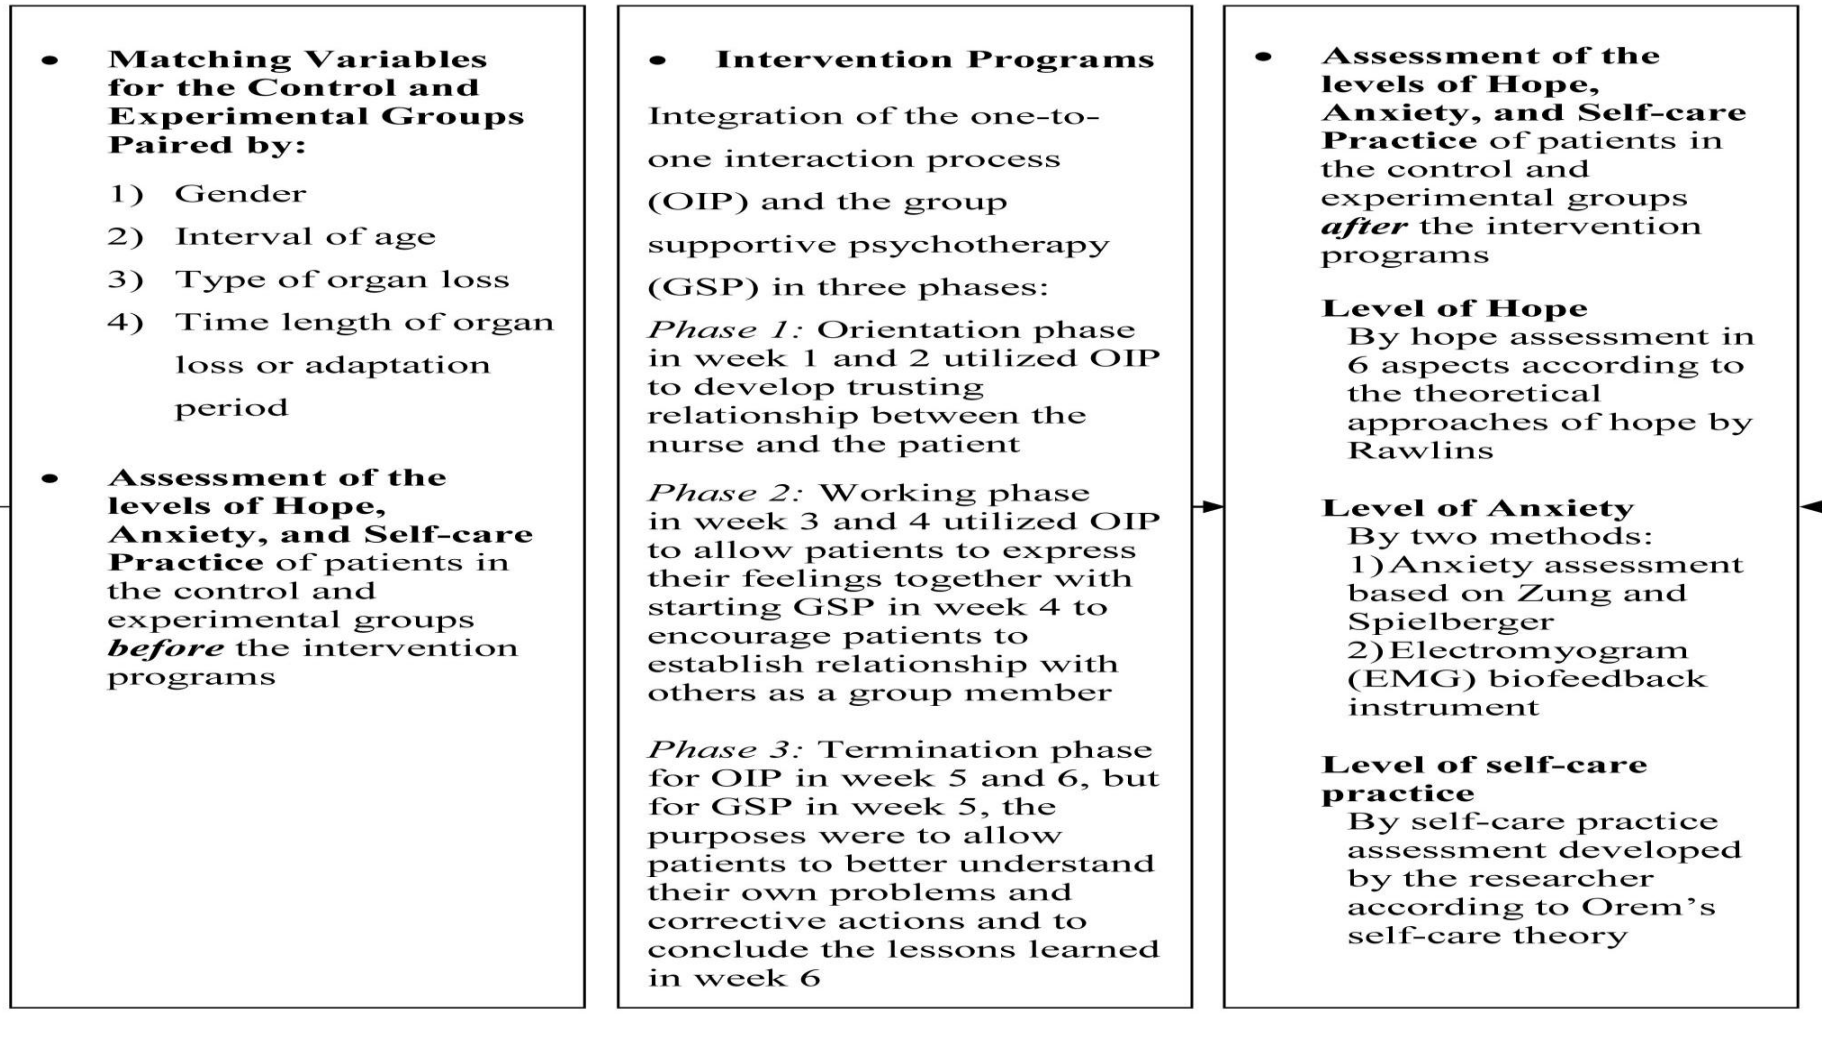 • Matching Variables
for the Control and
Experimental Groups
Paired by:
1) Gender
2) Interval of age
3) Type of organ loss
4) Time length of organ
loss or adaptation
period
• Assessment of the
levels of Hope,
Anxiety, and Self-care
Practice of patients in
the control and
experimental groups
before the intervention
programs
• Intervention Programs
Integration of the one-to-
one interaction process
(OIP) and the group
supportive psychotherapy
(GSP) in three phases:
Phase 1: Orientation phase
in week 1 and 2 utilized OIP
to develop trusting
relationship between the
nurse and the patient
Phase 2: Working phase
in week 3 and 4 utilized OIP
to allow patients to express
their feelings together with
starting GSP in week 4 to
encourage patients to
establish relationship with
others as a group member
Phase 3: Termination phase
for OIP in week 5 and 6, but
for GSP in week 5, the
purposes were to allow
patients to better understand
their own problems and
corrective actions and to
conclude the lessons learned
in week 6
• Assessment of the
levels of Hope,
Anxiety, and Self-care
Practice of patients in
the control and
experimental groups
after the intervention
programs
Level of Hope
By hope assessment in
6 aspects according to
the theoretical
approaches of hope by
Rawlins
Level of Anxiety
By two methods:
1)Anxiety assessment
based on Zung and
Spielberger
2)Electromyogram
(EMG) biofeedback
instrument
Level of self-care
practice
By self-care practice
assessment developed
by the researcher
according to Orem’s
self-care theory